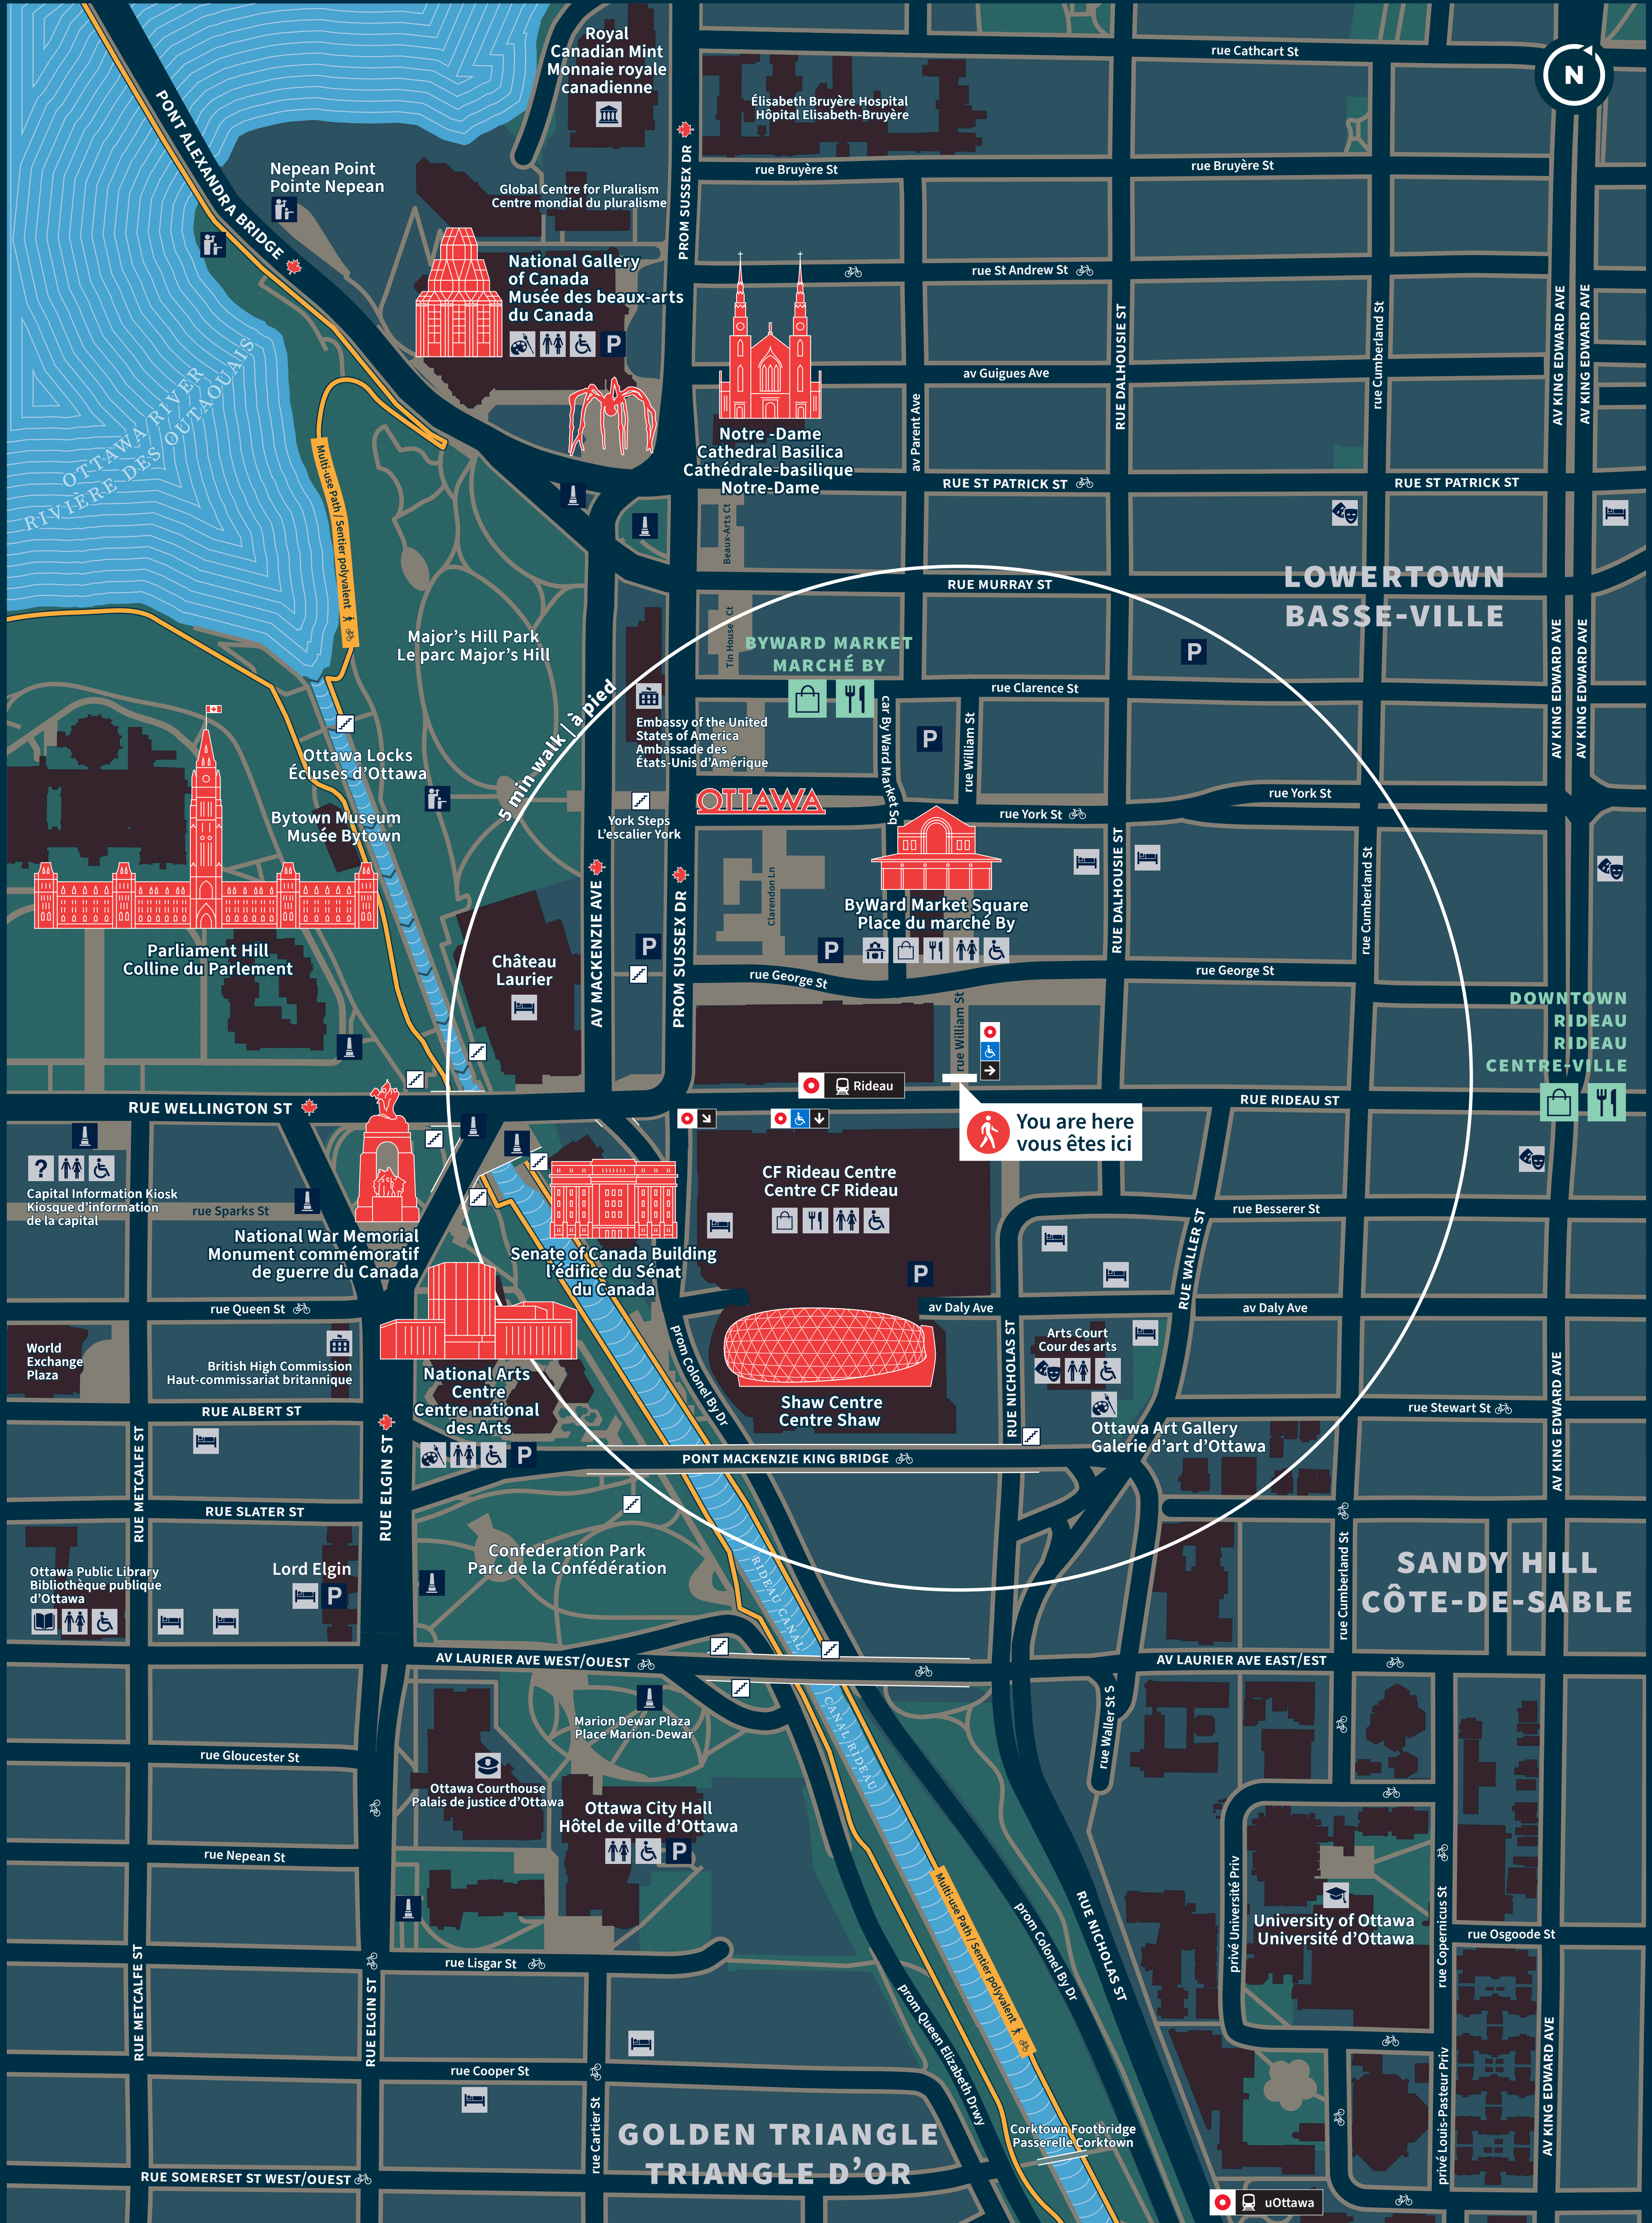 Royal
Canadian Mint
Monnaie royale
canadienne
rue Cathcart St
N
Élisabeth Bruyère Hospital
Hôpital Elisabeth-Bruyère
PONT ALEXANDRA BRIDGE
PROM SUSSEX DR
Nepean Point
Pointe Nepean
Global Centre for Pluralism
Centre mondial du pluralisme
rue Bruyère St
rue Bruyère St
National Gallery
of Canada
Musée des beaux-arts
du Canada
P
rue St Andrew St
RUE DALHOUSIE ST
rue Cumberland St
AV KING EDWARD AVE
AV KING EDWARD AVE
av Guigues Ave
av Parent Ave
OTTAWA RIVER
RIVIÈRE DES OUTAOUAIS
Multi-use Path / Sentier polyvalent
Notre -Dame
Cathedral Basilica
Cathédrale-basilique
Notre-Dame
RUE ST PATRICK ST
RUE ST PATRICK ST
Beaux-Arts Ct
RUE MURRAY ST
LOWERTOWN
BASSE-VILLE
Tin House Ct
BYWARD MARKET
MARCHÉ BY
P
Major's Hill Park
Le parc Major's Hill
5 min walk | à pied
rue Clarence St
AV KING EDWARD AVE
AV KING EDWARD AVE
Embassy of the United
States of America
Ambassade des
États-Unis d'Amérique
car By Ward Market Sq
P
rue William St
Ottawa Locks
Écluses d'Ottawa
Bytown Museum
Musée Bytown
York Steps
L'escalier York
OTTAWA
rue York St
rue York St
RUE DALHOUSIE ST
rue Cumberland St
Clarendon Ln
ByWard Market Square
Place du marché By
P
Parliament Hill
Colline du Parlement
Château
Laurier
AV MACKENZIE AVE
P
PROM SUSSEX DR
rue George St
rue George St
rue William St
DOWNTOWN
RIDEAU
RIDEAU
CENTRE-VILLE
Rideau
RUE WELLINGTON ST
RUE RIDEAU ST
You are here
vous êtes ici
?
Capital Information Kiosk
Kiosque d'information
de la capital
rue Sparks St
National War Memorial
Monument commémoratif
de guerre du Canada
Senate of Canada Building
l'édifice du Sénat
du Canada
CF Rideau Centre
Centre CF Rideau
P
rue Besserer St
RUE WALLER ST
rue Queen St
av Daly Ave
av Daly Ave
World
Exchange
Plaza
British High Commission
Haut-commissariat britannique
prom Colonel By Dr
RUE NICHOLAS ST
Arts Court
Cour des arts
National Arts
Centre
Centre national
des Arts
P
Shaw Centre
Centre Shaw
RUE ALBERT ST
rue Stewart St
AV KING EDWARD AVE
Ottawa Art Gallery
Galerie d'art d'Ottawa
RUE METCALFE ST
RUE ELGIN ST
PONT MACKENZIE KING BRIDGE
RUE SLATER ST
Confederation Park
Parc de la Confédération
RIDEAU CANAL
rue Cumberland St
SANDY HILL
CÔTE-DE-SABLE
Ottawa Public Library
Bibliothèque publique
d'Ottawa
Lord Elgin
P
AV LAURIER AVE WEST/OUEST
AV LAURIER AVE EAST/EST
Marion Dewar Plaza
Place Marion-Dewar
CANAL RIDEAU
rue Waller St S
rue Gloucester St
Ottawa Courthouse
Palais de justice d'Ottawa
Ottawa City Hall
Hôtel de ville d'Ottawa
P
rue Nepean St
Multi-use Path / Sentier polyvalent
prom Colonel By Dr
RUE NICHOLAS ST
privé Université Priv
University of Ottawa
Université d'Ottawa
rue Copernicus St
rue Osgoode St
RUE METCALFE ST
RUE ELGIN ST
rue Lisgar St
prom Queen Elizabeth Drwy
rue Cooper St
rue Cartier St
GOLDEN TRIANGLE
TRIANGLE D'OR
Corktown Footbridge
Passerelle Corktown
privé Louis-Pasteur Priv
AV KING EDWARD AVE
RUE SOMERSET ST WEST/OUEST
uOttawa